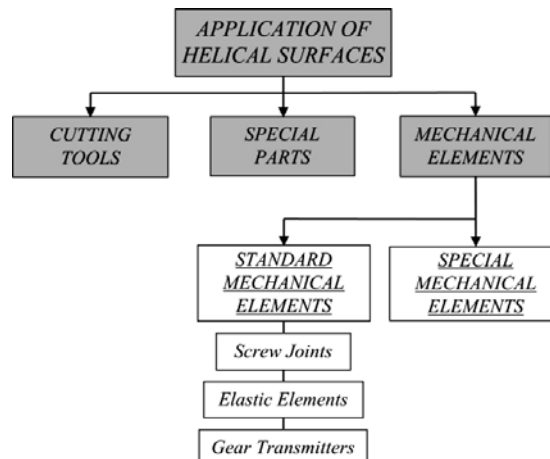 APPLICATION OF
HELICAL SURFACES
CUTTING
TOOLS
SPECIAL
PARTS
MECHANICAL
ELEMENTS
STANDARD
MECHANICAL
ELEMENTS
SPECIAL
MECHANICAL
ELEMENTS
Screw Joints
Elastic Elements
Gear Transmitters